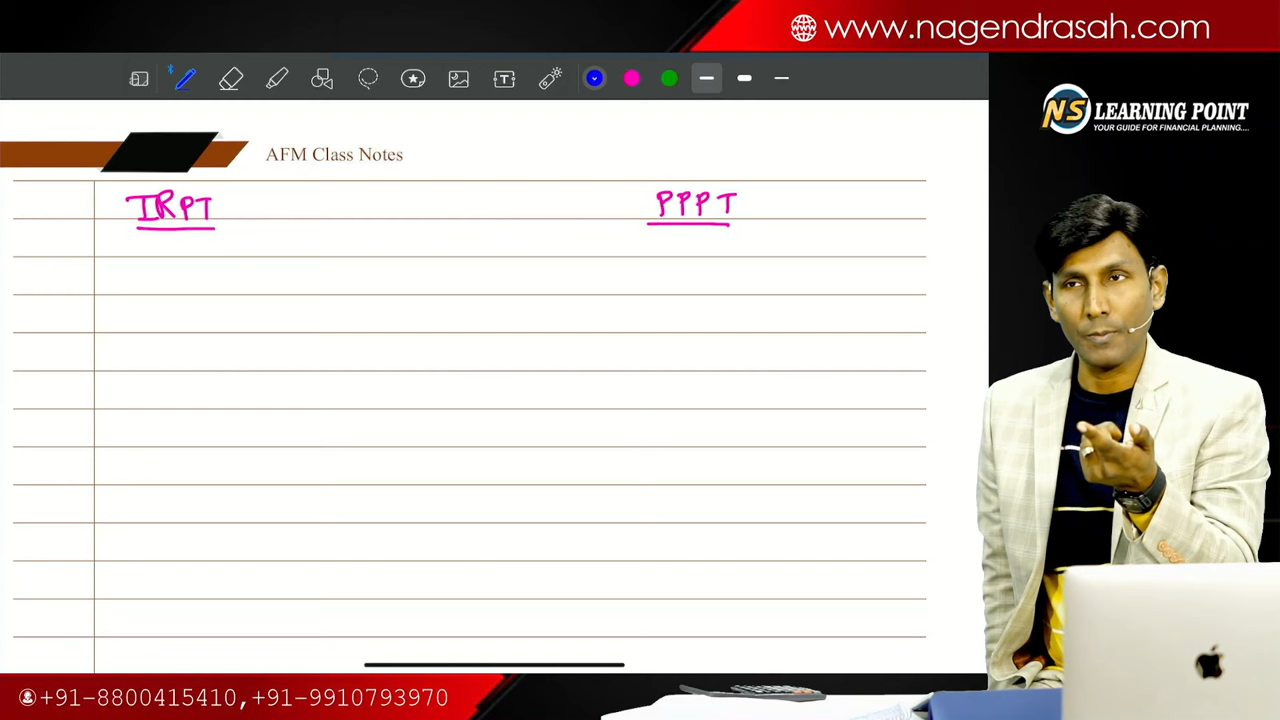 www.nagendrasah.com
T
NS LEARNING POINT
YOUR GUIDE FOR FINANCIAL PLANNING....
AFM Class Notes
IRPT
PPPT
+91-8800415410,+91-9910793970